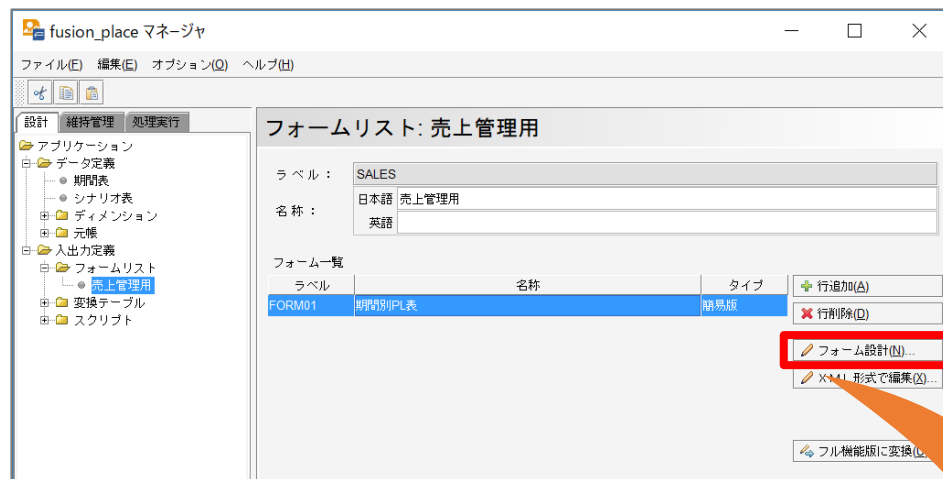 fusion_place マネージャ
ファイル(F) 編集(E) オプション(O) ヘルプ(H)
設計 維持管理 処理実行
アプリケーション
データ定義
期間表
シナリオ表
ディメンション
元帳
入出力定義
フォームリスト
売上管理用
変換テーブル
スクリプト
フォームリスト: 売上管理用
ラベル: SALES
名称: 日本語 売上管理用
英語
フォーム一覧
ラベル 名称 タイプ
FORM01 期間別PL表 簡易版
行追加(A)
行削除(D)
フォーム設計(N)...
XML形式で編集(X)...
フル機能版に変換